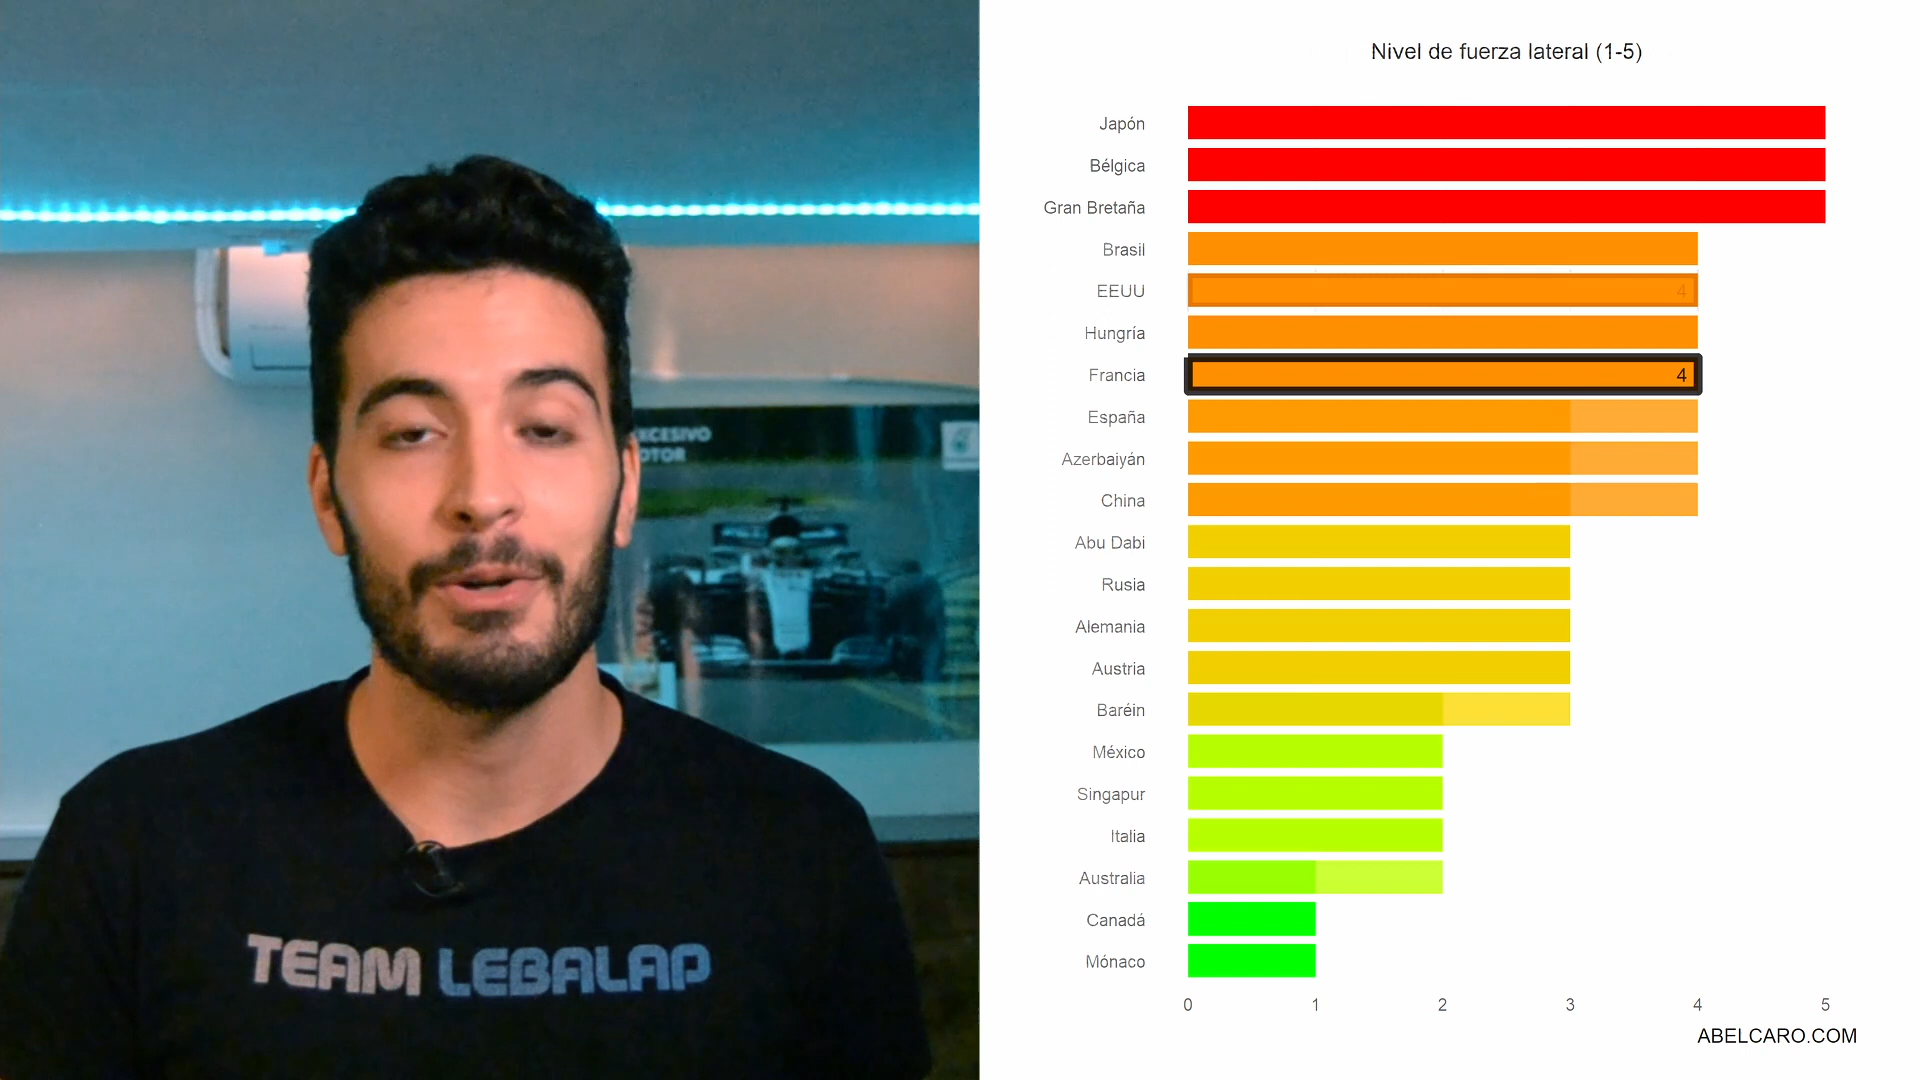 Nivel de fuerza lateral (1-5)
Japón
Bélgica
Gran Bretaña
Brasil
EEUU 4
Hungría
Francia 4
España
Azerbaiyán
China
Abu Dabi
Rusia
Alemania
Austria
Baréin
México
Singapur
Italia
Australia
Canadá
Mónaco
0 1 2 3 4 5
ABELCARO.COM
TEAM LEBALAP